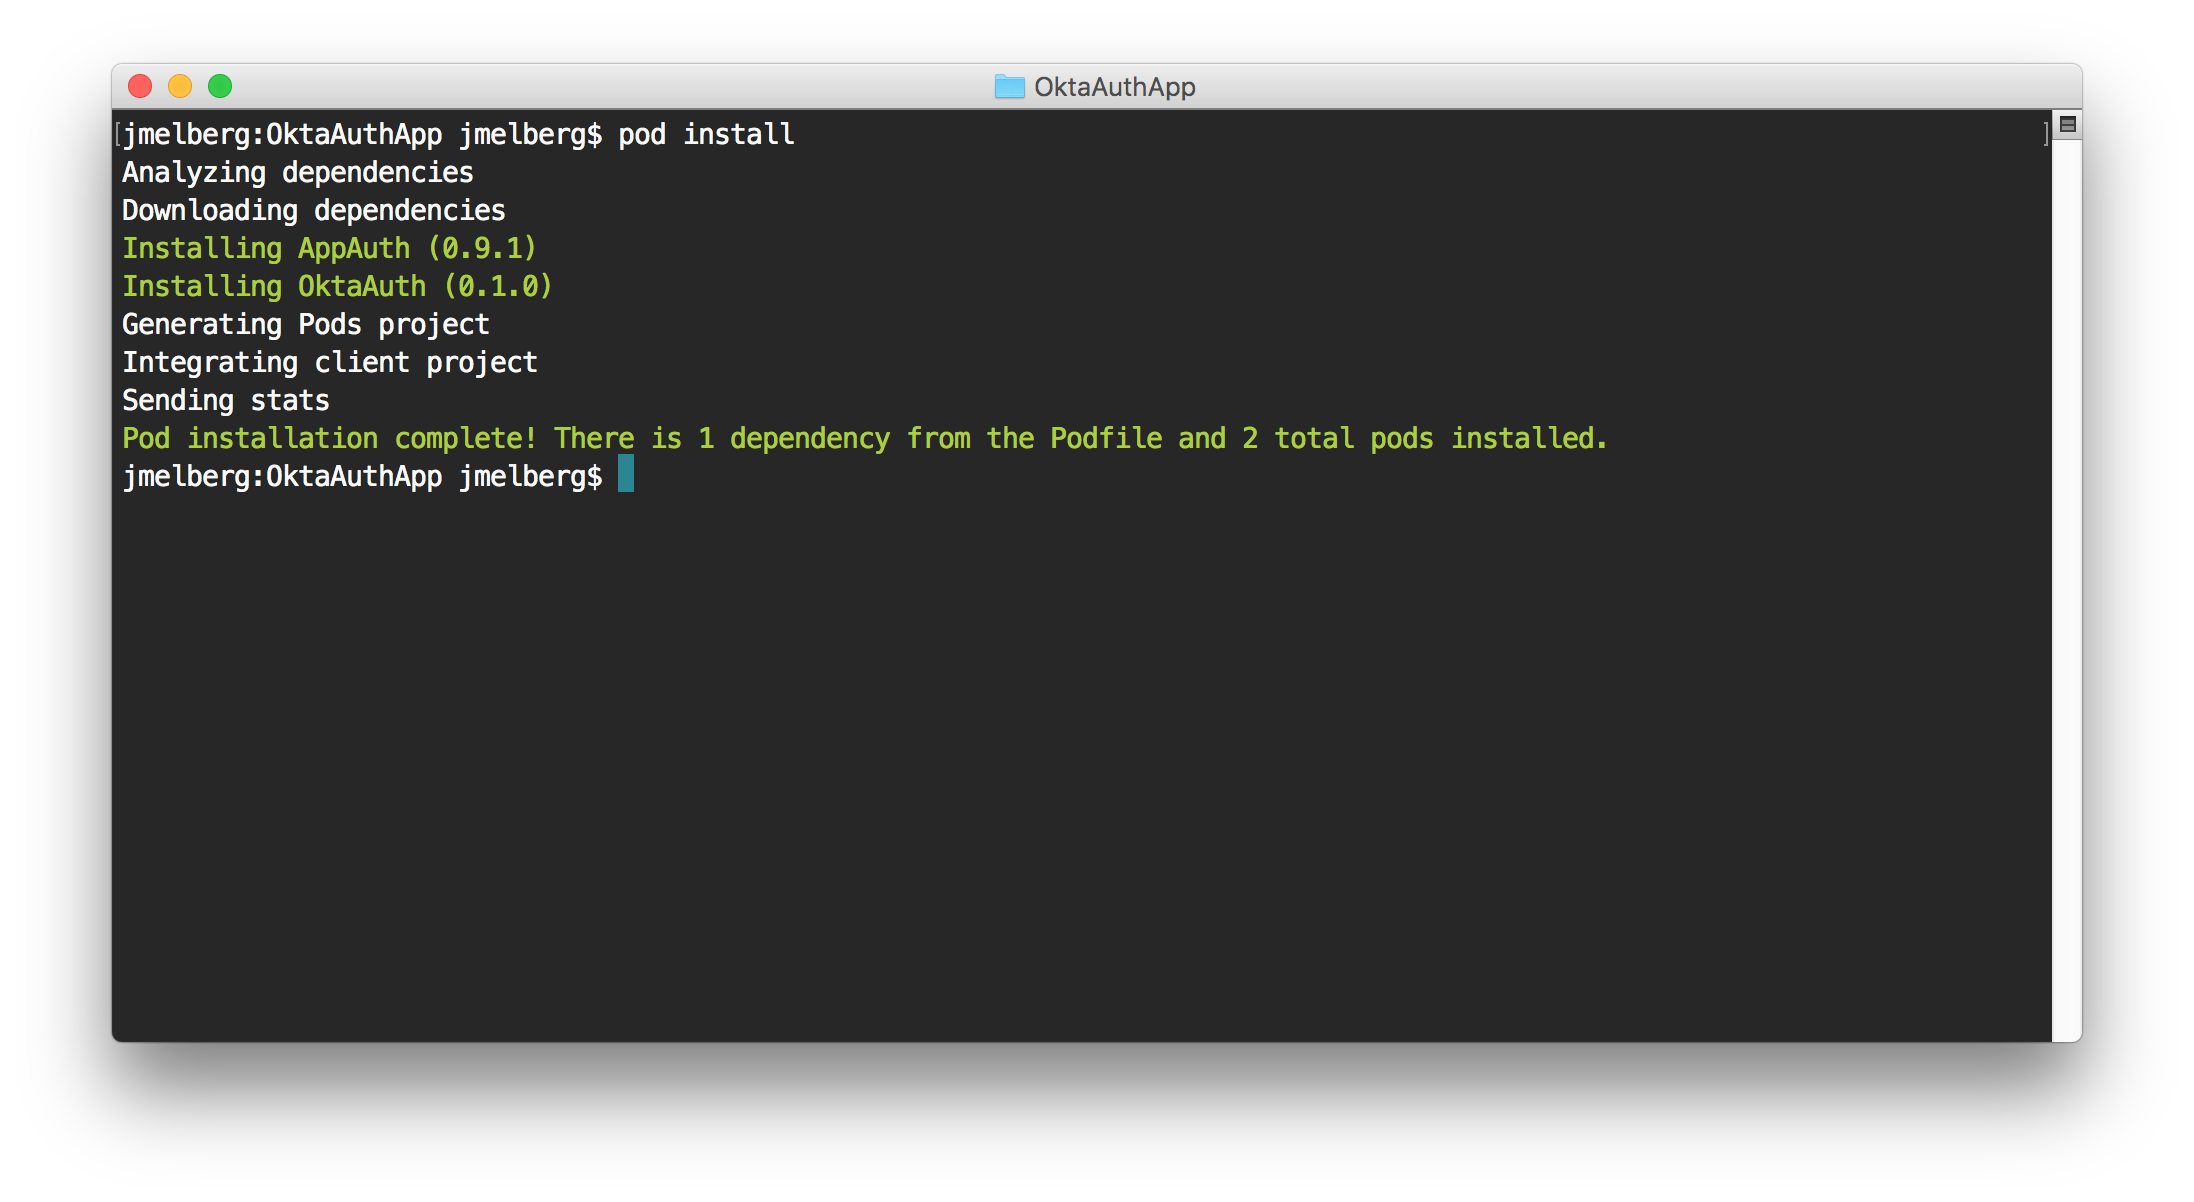 OktaAuthApp
[jmelberg:OktaAuthApp jmelberg$ pod install ]
Analyzing dependencies
Downloading dependencies
Installing AppAuth (0.9.1)
Installing OktaAuth (0.1.0)
Generating Pods project
Integrating client project
Sending stats
Pod installation complete! There is 1 dependency from the Podfile and 2 total pods installed.
jmelberg:OktaAuthApp jmelberg$